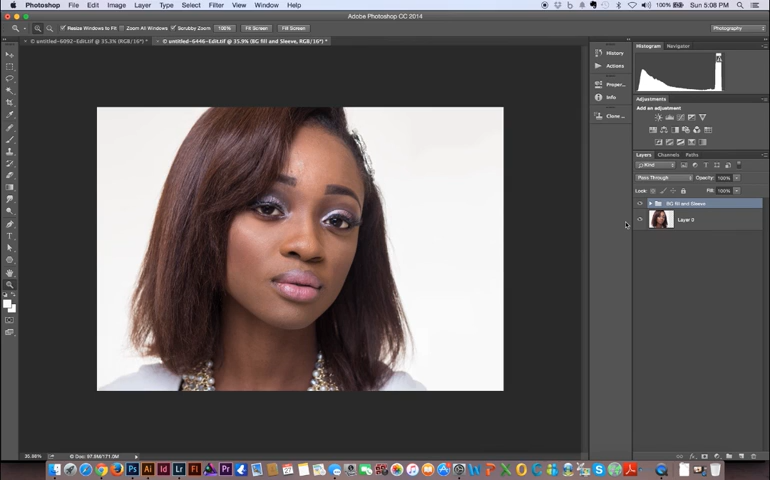 Photoshop File Edit Image Layer Type Select Filter View Window Help 100% Sun 5:08 PM
Adobe Photoshop CC 2014
Resize Windows to Fit Zoom All Windows Scrubby Zoom 100% Fit Screen Fill Screen Photography
untitled-6092-Edit.tif @ 35.3% (RGB/16*) * untitled-6446-Edit.tif @ 35.9% (BG fill and Sleeve, RGB/16*) *
Histogram Navigator
History
Actions
Proper...
Info
Clone ...
Adjustments
Add an adjustment
Layers Channels Paths
Kind
Pass Through Opacity: 100%
Lock: Fill: 100%
BG fill and Sleeve
Layer 0
35.88% Doc: 97.9M/171.0M